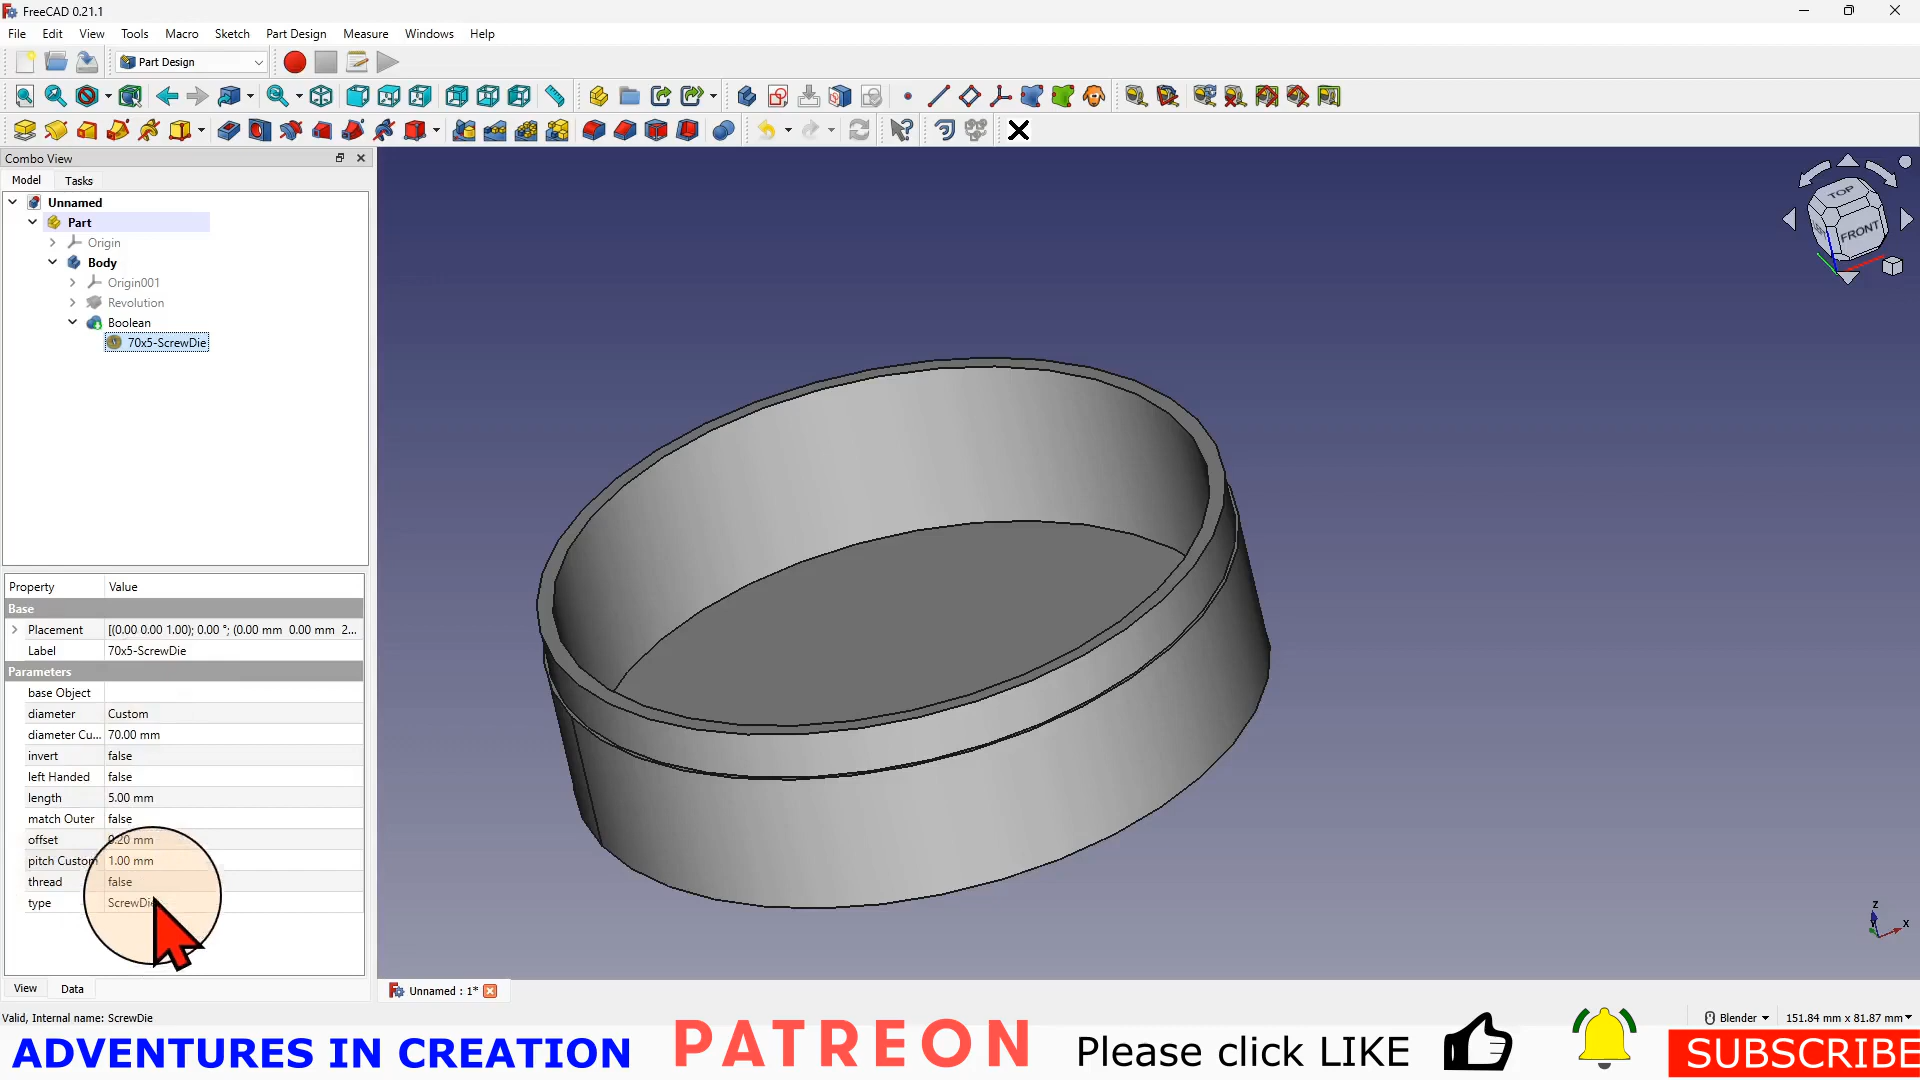 FreeCAD 0.21.1
File Edit View Tools Macro Sketch Part Design Measure Windows Help
Part Design
Combo View
Model Tasks
Unnamed
Part
Origin
Body
Origin001
Revolution
Boolean
70x5-ScrewDie
TOP
FRONT
Property Value
Base
Placement [(0.00 0.00 1.00); 0.00 °; (0.00 mm 0.00 mm 2...
Label 70x5-ScrewDie
Parameters
base Object
diameter Custom
diameter Cu... 70.00 mm
invert false
left Handed false
length 5.00 mm
match Outer false
offset 0.20 mm
pitch Custom 1.00 mm
thread false
type ScrewDie
Z
Y
X
View Data
Unnamed : 1*
Valid, Internal name: ScrewDie
Blender 151.84 mm x 81.87 mm
ADVENTURES IN CREATION PATREON Please click LIKE SUBSCRIBE